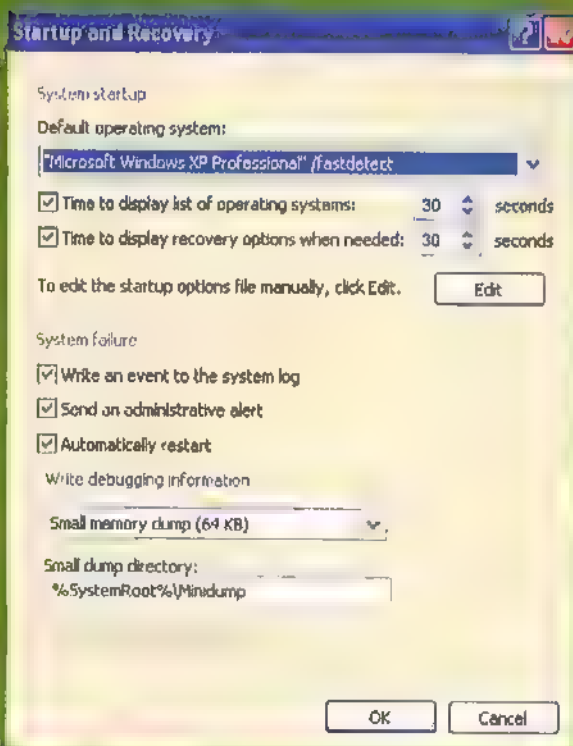 Startup and Recovery
System startup
Default operating system:
"Microsoft Windows XP Professional" /fastdetect
Time to display list of operating systems: 30 seconds
Time to display recovery options when needed: 30 seconds
To edit the startup options file manually, click Edit. Edit
System failure
Write an event to the system log
Send an administrative alert
Automatically restart
Write debugging information
Small memory dump (64 KB)
Small dump directory:
%SystemRoot%\Minidump
OK Cancel